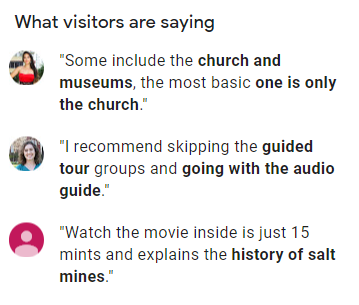 What visitors are saying
"Some include the church and
museums, the most basic one is only
the church."
"I recommend skipping the guided
tour groups and going with the audio
guide."
"Watch the movie inside is just 15
mints and explains the history of salt
mines."